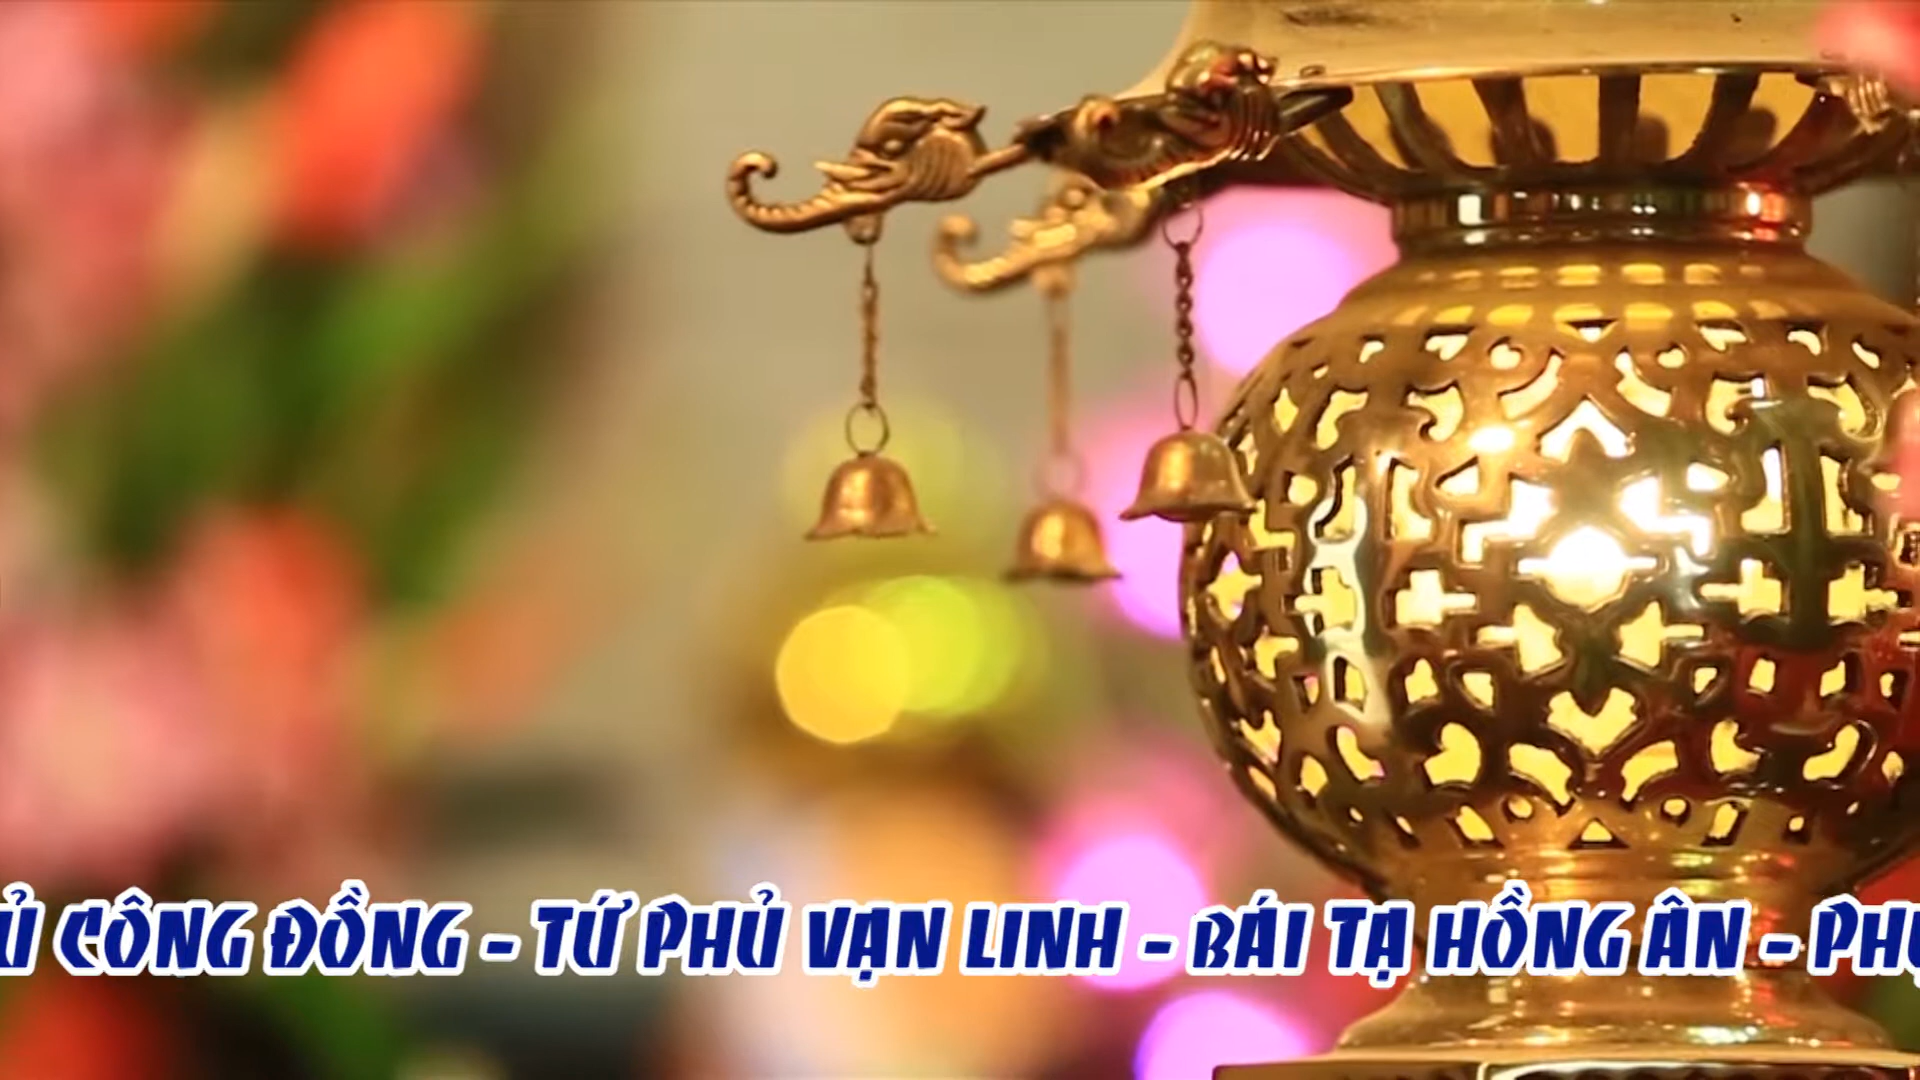 CÔNG ĐỒNG - TỨ PHỦ VẠN LINH - BÁI TẠ HỒNG ÂN -